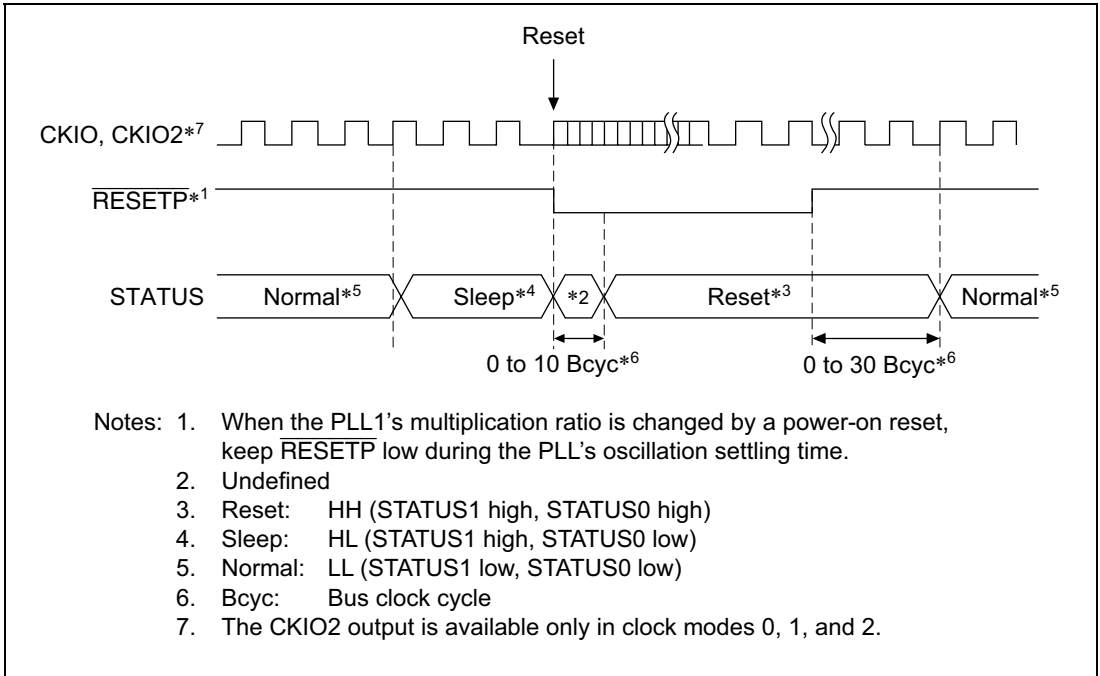 Reset
CKIO, CKIO2*7
RESETP*1
STATUS Normal*5 Sleep*4 *2 Reset*3 Normal*5
0 to 10 Bcyc*6 0 to 30 Bcyc*6
Notes: 1. When the PLL1's multiplication ratio is changed by a power-on reset,
keep RESETP low during the PLL's oscillation settling time.
2. Undefined
3. Reset: HH (STATUS1 high, STATUS0 high)
4. Sleep: HL (STATUS1 high, STATUS0 low)
5. Normal: LL (STATUS1 low, STATUS0 low)
6. Bcyc: Bus clock cycle
7. The CKIO2 output is available only in clock modes 0, 1, and 2.